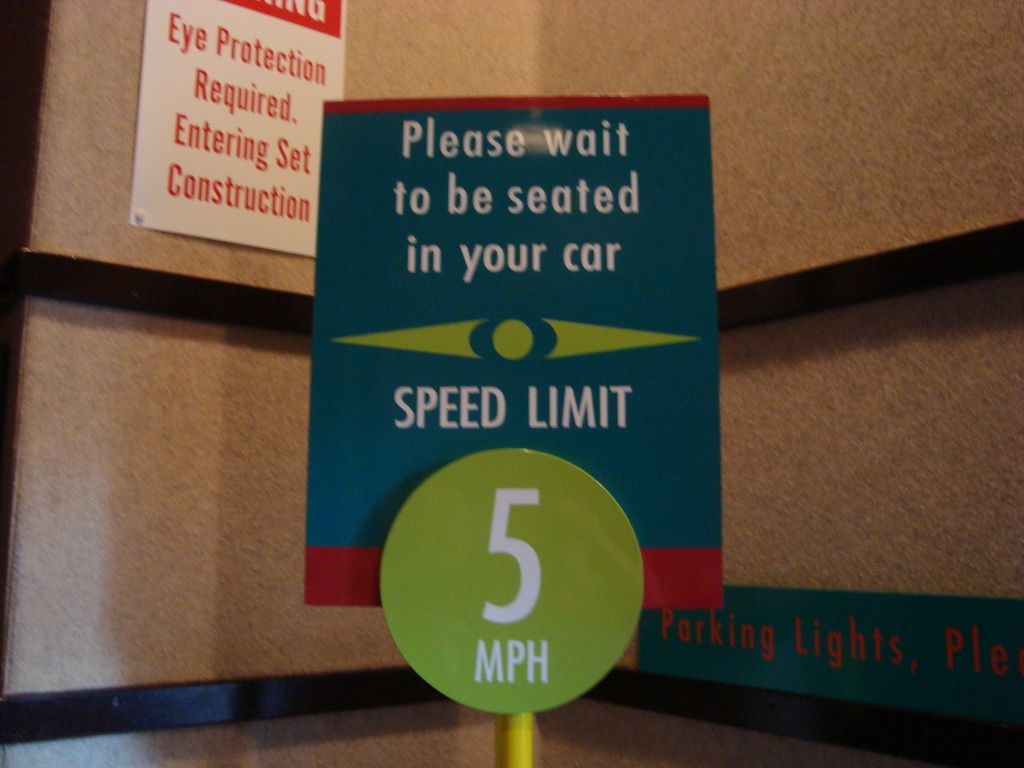 Eye Protection
Required.
Entering Set
Construction
Please wait
to be seated
in your car
SPEED LIMIT
5
MPH
Parking Lights,